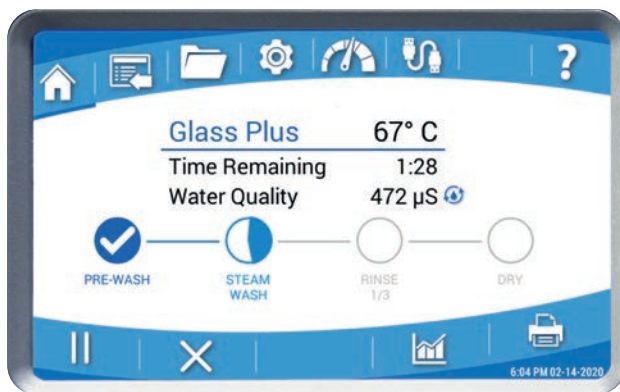 ?
Glass Plus 67° C
Time Remaining 1:28
Water Quality 472 µS
PRE-WASH
STEAM
WASH
RINSE
1/3
DRY
6:04 PM 02-14-2020